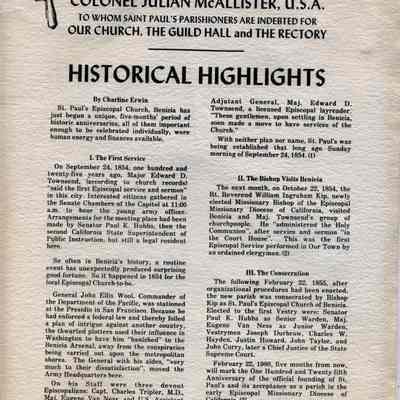 COLONEL JULIAN McALLISTER, U.S.A.
TO WHOM SAINT PAUL'S PARISHIONERS ARE INDEBTED FOR
OUR CHURCH, THE GUILD HALL and THE RECTORY
HISTORICAL HIGHLIGHTS
By Charline Erwin
St. Paul's Episcopal Church, Benicia has
just begun a unique, five-months' period of
historic anniversaries, all of them important
enough to be celebrated individually, were
human energy and finances available.
I. The First Service
On September 24, 1854, one hundred and
twenty-five years ago, Major Edward D.
Townsend, (according to church records)
"said the first Episcopal service and sermon"
in this city. Interested citizens gathered in
the Senate Chambers of the Capitol at 11:00
a.m. to hear the young army officer.
Arrangements for the meeting place had been
made by Senator Paul K. Hubbs, then the
second California State Superintendent of
Public Instruction, but still a legal resident
here.
So often in Benicia's history, a routine
event has unexpectedly produced surprising
good fortune. So it happened in 1854 for the
local Episcopal Church-to-be.
General John Ellis Wool, Commander of
the Department of the Pacific, was stationed
at the Presidio in San Francisco. Because he
had enforced a federal law and thereby foiled
a plan of intrigue against another country,
the thwarted plotters used their influence in
Washington to have him "banished" to the
Benicia Arsenal, away from the conspiracies
being carried out upon the metropolitan
shores. The General with his aides, "very
much to their dissatisfaction", moved the
Army Headquarters here.
On his Staff were three devout
Episcopalians: Capt. Charles Tripler, M.D.,
Maj. Eugene Van Ness and U.S. Army
Adjutant General, Maj. Edward D.
Townsend, a licensed Episcopal layreader.
"These gentlemen, upon settling in Benicia,
soon made a move to have services of the
Church."
With neither plan nor name, St. Paul's was
being established that long ago Sunday
morning of September 24, 1854. (1)
II. The Bishop Visits Benicia
The next month, on October 22, 1854, the
Rt. Reverend William Ingraham Kip, newly
elected Missionary Bishop of the Episcopal
Missionary Diocese of California, visited
Benicia and Maj. Townsend's group of
churchpeople. He "administered the Holy
Communion", after service and sermon "in
the Court House". This was the first
Episcopal Service performed in Our Town by
an ordained clergyman. (2)
III. The Consecration
The following February 22, 1855, after
organizational procedures had been enacted,
the new parish was consecrated by Bishop
Kip as St. Paul's Episcopal Church of Benicia.
Elected to the first Vestry were: Senator
Paul K. Hubbs as Senior Warden, Maj.
Eugene Van Ness as Junior Warden,
Vestrymen Joseph Durbrow, Charles W.
Hayden, Justin Howard, John Taylor, and
John Curry, later a Chief Justice of the State
Supreme Court.
February 22, 1980, five months from now,
will mark the One Hundred and Twenty fifth
Anniversary of the official founding of St.
Paul's and its acceptance as a parish in the
early Episcopal Missionary Diocese of